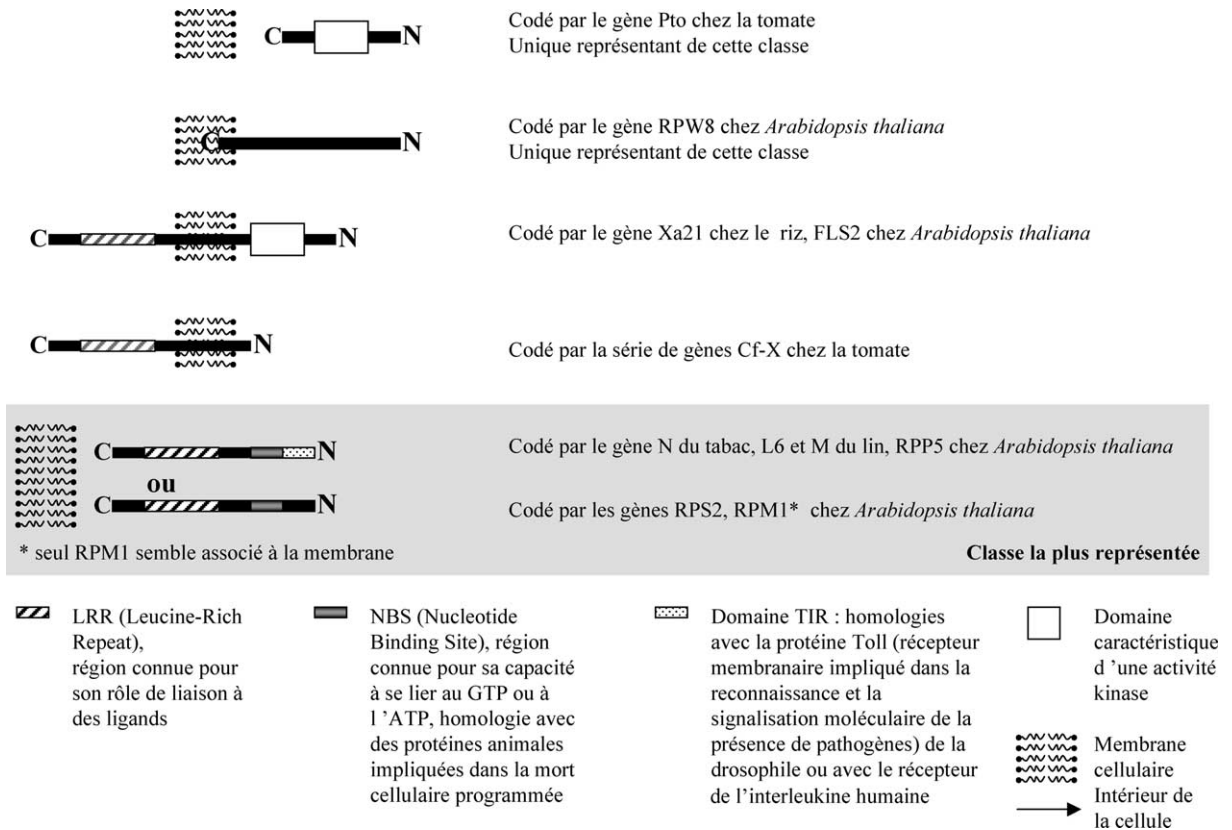 Codé par le gène Pto chez la tomate
C N
Unique représentant de cette classe
Codé par le gène RPW8 chez Arabidopsis thaliana
C N
Unique représentant de cette classe
C N Codé par le gène Xa21 chez le riz, FLS2 chez Arabidopsis thaliana
C N Codé par la série de gènes Cf-X chez la tomate
C N Codé par le gène N du tabac, L6 et M du lin, RPP5 chez Arabidopsis thaliana
ou
C N Codé par les gènes RPS2, RPM1* chez Arabidopsis thaliana
* seul RPM1 semble associé à la membrane
Classe la plus représentée
LRR (Leucine-Rich
Repeat),
région connue pour
son rôle de liaison à
des ligands
NBS (Nucleotide
Binding Site), région
connue pour sa capacité
à se lier au GTP ou à
l ’ATP, homologie avec
des protéines animales
impliquées dans la mort
cellulaire programmée
Domaine TIR : homologies
avec la protéine Toll (récepteur
membranaire impliqué dans la
reconnaissance et la
signalisation moléculaire de la
présence de pathogènes) de la
drosophile ou avec le récepteur
de l’interleukine humaine
Domaine
caractéristique
d ’une activité
kinase
Membrane
cellulaire
Intérieur de
la cellule